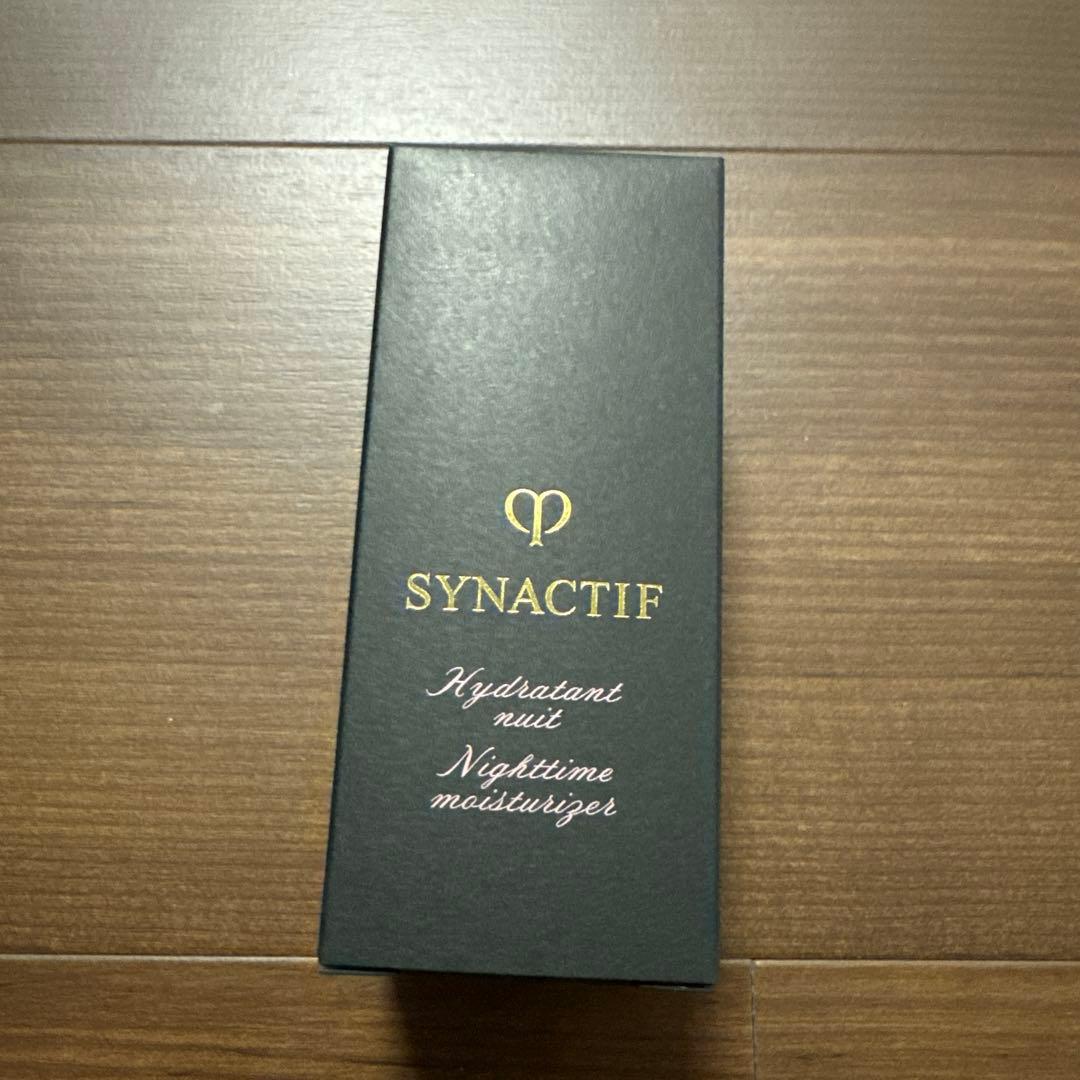 SYNACTIF
Hydratant
nuit
Nighttime
moisturizer